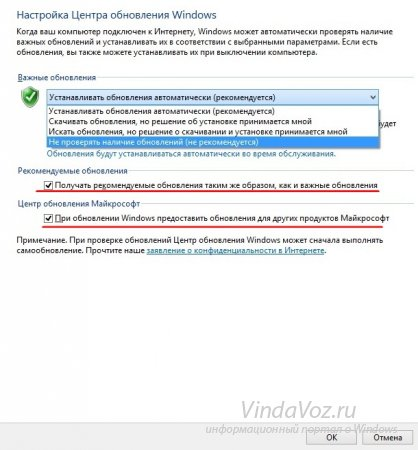 Настройка Центра обновления Windows
Когда ваш компьютер подключен к Интернету, Windows может автоматически проверять наличие
важных обновлений и устанавливать их в соответствии с выбранными параметрами. Если есть
обновления, вы также можете устанавливать их при выключении компьютера.
Важные обновления
Устанавливать обновления автоматически (рекомендуется)
Устанавливать обновления автоматически (рекомендуется)
Скачивать обновления, но решение об установке принимается мной
Искать обновления, но решение о скачивании и установке принимается мной
будет
Не проверять наличие обновлений (не рекомендуется)
Обновления будут устанавливаться автоматически во время обслуживания.
Рекомендуемые обновления
Получать рекомендуемые обновления таким же образом, как и важные обновления
Центр обновления Майкрософт
При обновлении Windows предоставить обновления для других продуктов Майкрософт
Примечание. При проверке обновлений Центр обновления Windows может сначала выполнять
самообновление. Прочтите наше заявление о конфиденциальности в Интернете.
VindaVoz.ru
информационный портал о Windows
OK Отмена